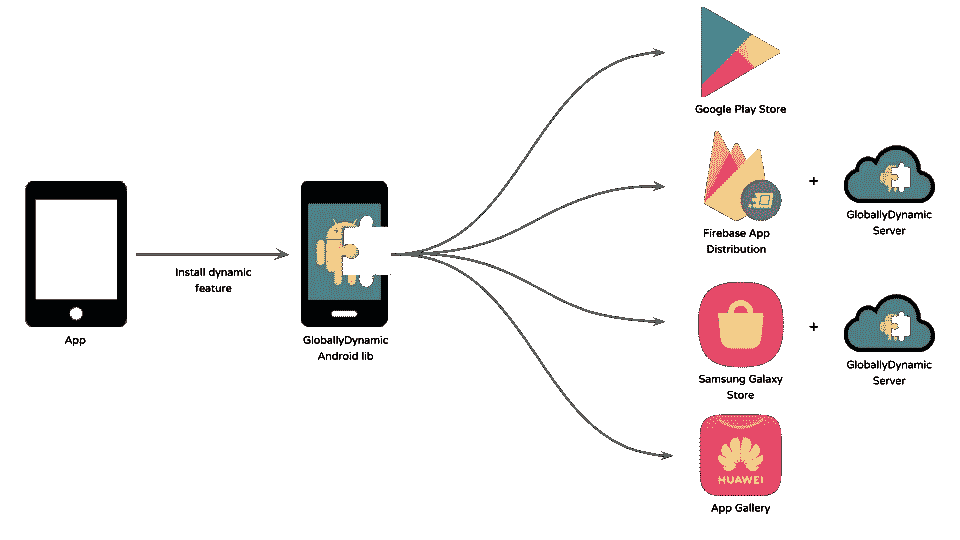 App
Install dynamic
feature
GloballyDynamic
Android lib
Google Play Store
Firebase App
Distribution
+
GloballyDynamic
Server
Samsung Galaxy
Store
+
GloballyDynamic
Server
HUAWEI
App Gallery